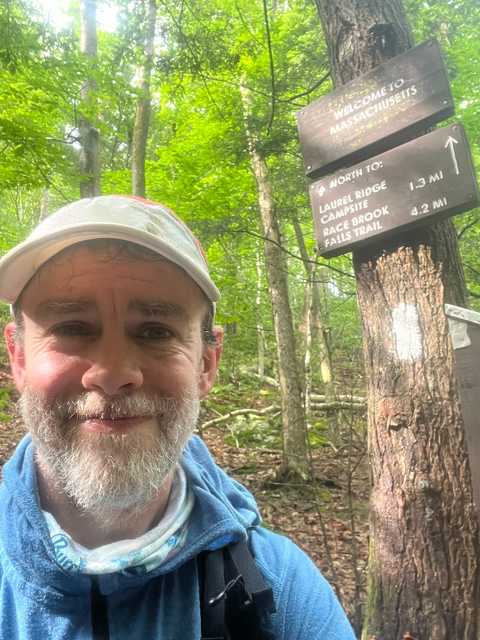 WELCOME TO
MASSACHUSETTS
NORTH TO:
LAUREL RIDGE 1.3 MI
CAMPSITE
RACE BROOK 4.2 MI
FALLS TRAIL